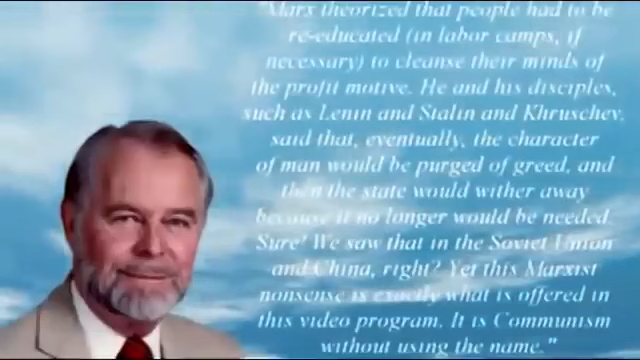 "Marx theorized that people had to be
re-educated (in labor camps, if
necessary) to cleanse their minds of
the profit motive. He and his disciples,
such as Lenin and Stalin and Khruschev,
said that, eventually, the character
of man would be purged of greed, and
then the state would wither away
because it no longer would be needed.
Sure! We saw that in the Soviet Union
and China, right? Yet this Marxist
nonsense is exactly what is offered in
this video program. It is Communism
without using the name."